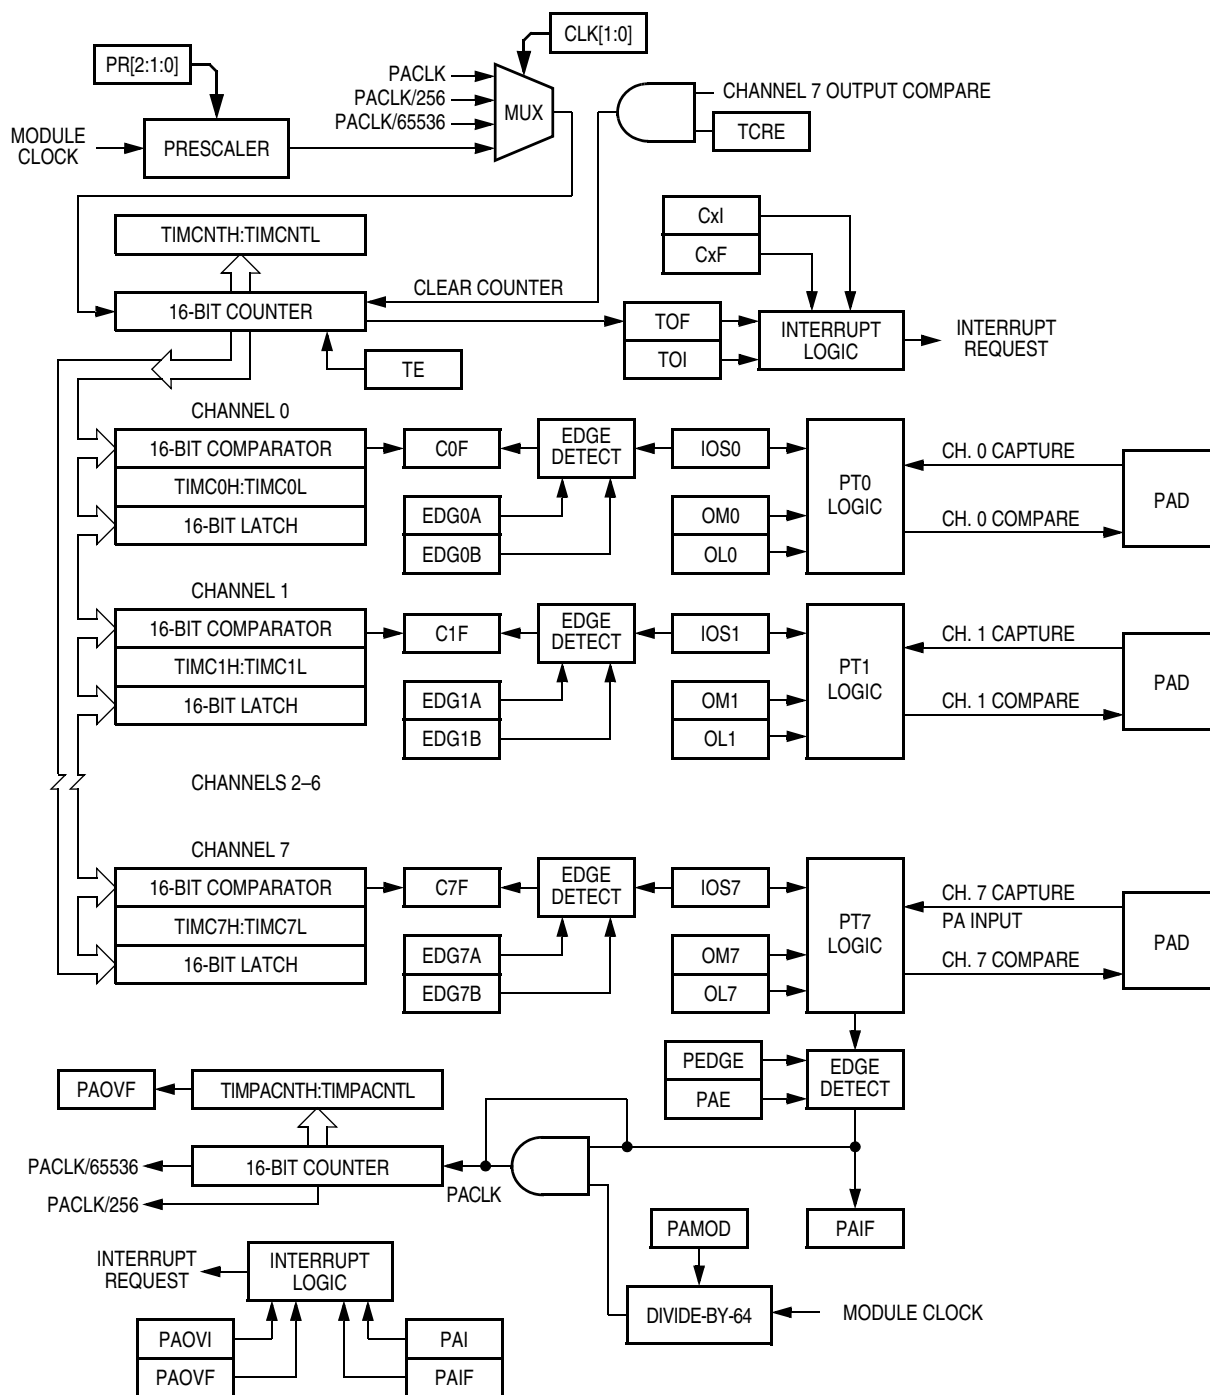 CLK[1:0]
PR[2:1:0]
PACLK
PACLK/256
PACLK/65536
MUX
CHANNEL 7 OUTPUT COMPARE
TCRE
MODULE
CLOCK
PRESCALER
TIMCNTH:TIMCNTL
CxI
CxF
CLEAR COUNTER
16-BIT COUNTER
TOF
TOI
INTERRUPT
LOGIC
INTERRUPT
REQUEST
TE
CHANNEL 0
16-BIT COMPARATOR
TIMC0H:TIMC0L
16-BIT LATCH
C0F
EDGE
DETECT
IOS0
EDG0A
EDG0B
OM0
OL0
PT0
LOGIC
CH. 0 CAPTURE
CH. 0 COMPARE
PAD
CHANNEL 1
16-BIT COMPARATOR
TIMC1H:TIMC1L
16-BIT LATCH
C1F
EDGE
DETECT
IOS1
EDG1A
EDG1B
OM1
OL1
PT1
LOGIC
CH. 1 CAPTURE
CH. 1 COMPARE
PAD
CHANNELS 2–6
CHANNEL 7
16-BIT COMPARATOR
TIMC7H:TIMC7L
16-BIT LATCH
C7F
EDGE
DETECT
IOS7
EDG7A
EDG7B
OM7
OL7
PT7
LOGIC
CH. 7 CAPTURE
PA INPUT
CH. 7 COMPARE
PAD
PEDGE
PAE
EDGE
DETECT
PAOVF
TIMPACNTH:TIMPACNTL
PACLK/65536
16-BIT COUNTER
PACLK
PACLK/256
PAMOD
PAIF
INTERRUPT
REQUEST
INTERRUPT
LOGIC
DIVIDE-BY-64
MODULE CLOCK
PAOVI
PAOVF
PAI
PAIF